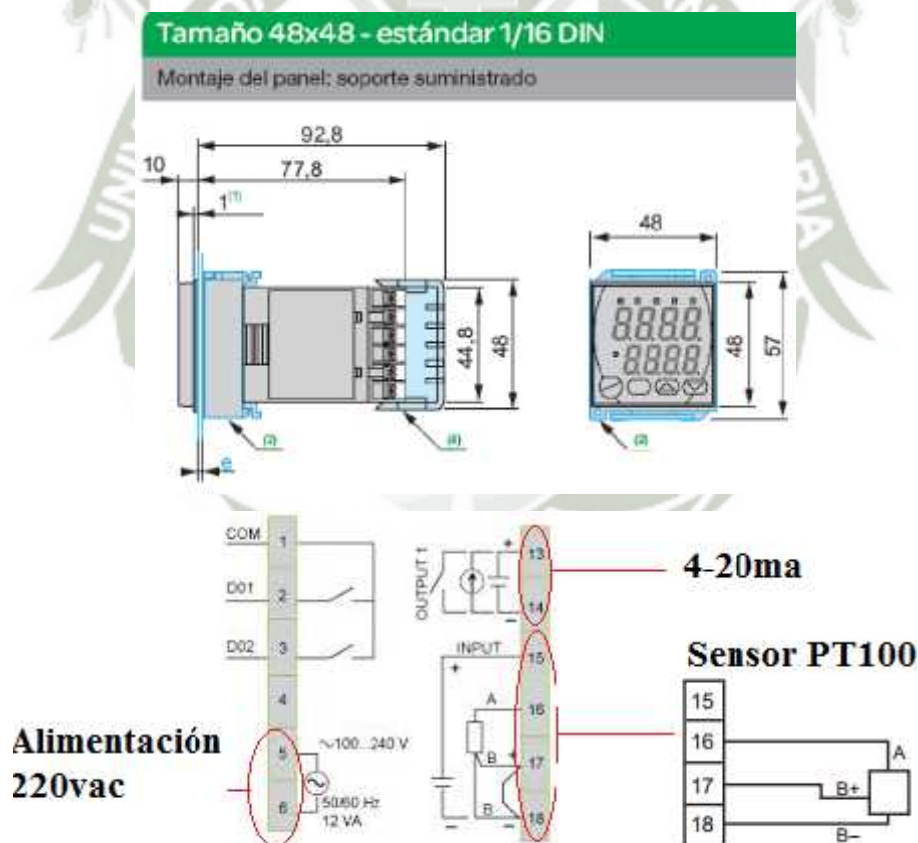 Tamaño 48x48 - estándar 1/16 DIN
Montaje del panel: soporte suministrado
92,8
10
77,8
1(1)
48
44,8
48
48
57
(2)
e
COM
1
D01
2
D02
3
4
5
~100...240 V
6
50/60 Hz
12 VA
Alimentación
220vac
OUTPUT 1
+
13
14
-
4-20ma
INPUT
+
15
A
16
B
+
17
B
18
-
-
Sensor PT100
15
16
A
17
B+
18
B–